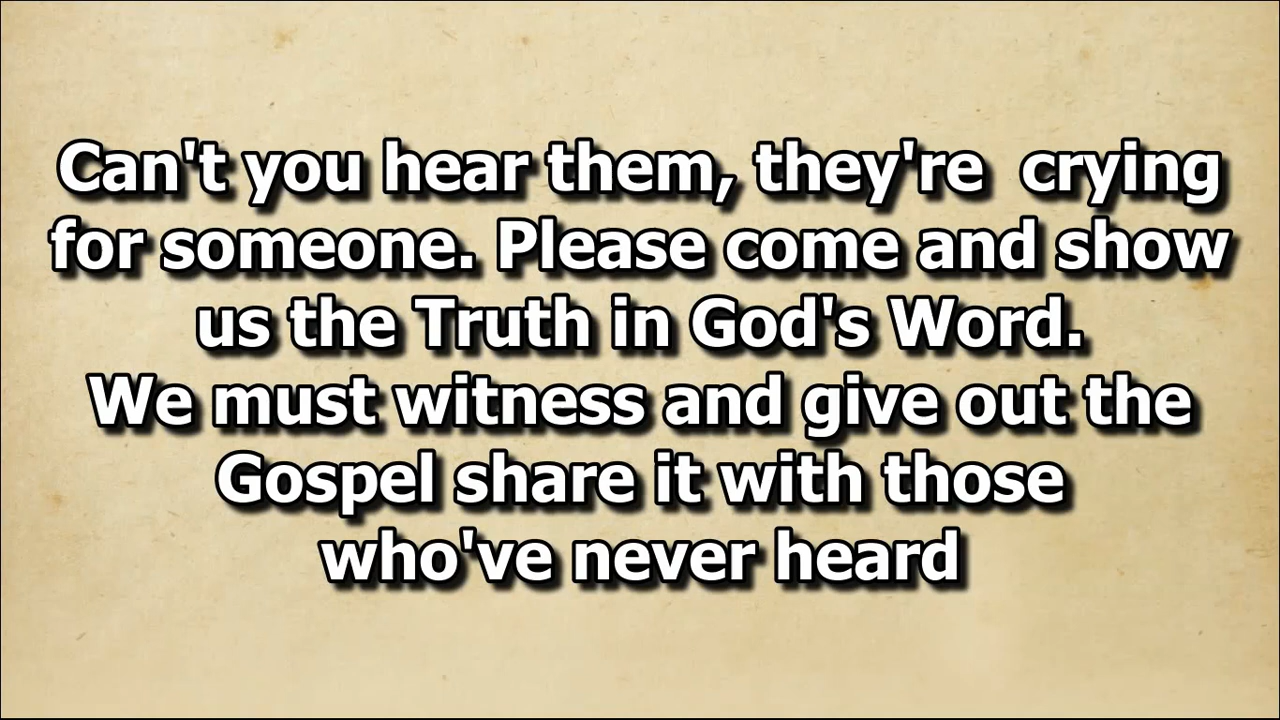 Can't you hear them, they're  crying
for someone. Please come and show
us the Truth in God's Word.
We must witness and give out the
Gospel share it with those
who've never heard